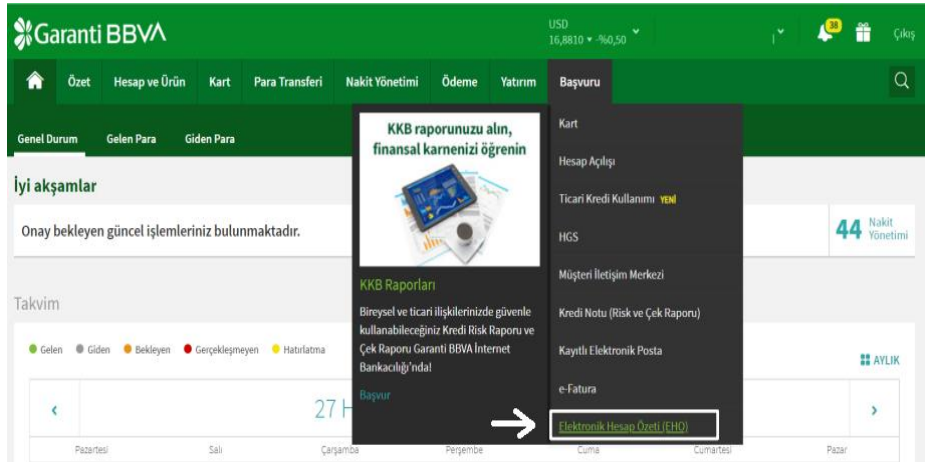 Garanti BBVA
USD
16,8810 ▾ -%0,50
38
Çıkış
Özet
Hesap ve Ürün
Kart
Para Transferi
Nakit Yönetimi
Ödeme
Yatırım
Başvuru
Genel Durum
Gelen Para
Giden Para
KKB raporunuzu alın,
finansal karnenizi öğrenin
KKB Raporları
Bireysel ve ticari ilişkilerinizde güvenle
kullanabileceğiniz Kredi Risk Raporu ve
Çek Raporu Garanti BBVA İnternet
Bankacılığı'nda!
Başvur
Kart
Hesap Açılışı
Ticari Kredi Kullanımı YENİ
HGS
Müşteri İletişim Merkezi
Kredi Notu (Risk ve Çek Raporu)
Kayıtlı Elektronik Posta
e-Fatura
Elektronik Hesap Özeti (EHO)
İyi akşamlar
Onay bekleyen güncel işlemleriniz bulunmaktadır.
44 Nakit
Yönetimi
Takvim
Gelen
Giden
Bekleyen
Gerçekleşmeyen
Hatırlatma
AYLIK
27 H
Pazartesi
Salı
Çarşamba
Perşembe
Cuma
Cumartesi
Pazar